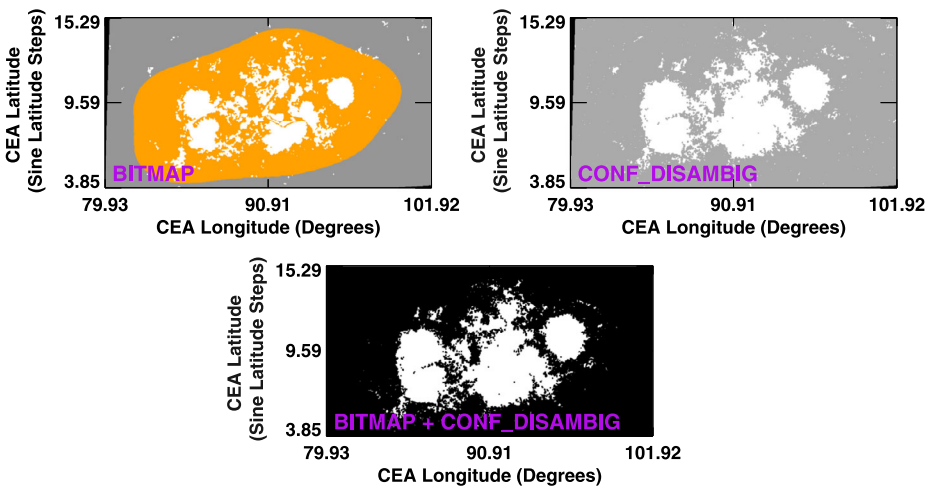 15.29
CEA Latitude
(Sine Latitude Steps)
9.59
3.85
BITMAP
79.93 90.91 101.92
CEA Longitude (Degrees)
15.29
CEA Latitude
(Sine Latitude Steps)
9.59
3.85
CONF_DISAMBIG
79.93 90.91 101.92
CEA Longitude (Degrees)
15.29
CEA Latitude
(Sine Latitude Steps)
9.59
3.85
BITMAP + CONF_DISAMBIG
79.93 90.91 101.92
CEA Longitude (Degrees)